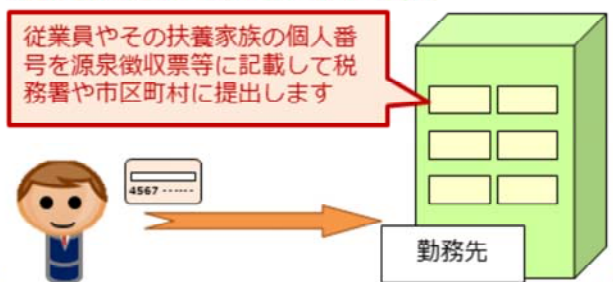 従業員やその扶養家族の個人番
号を源泉徴収票等に記載して税
務署や市区町村に提出します
4567 ······
勤務先